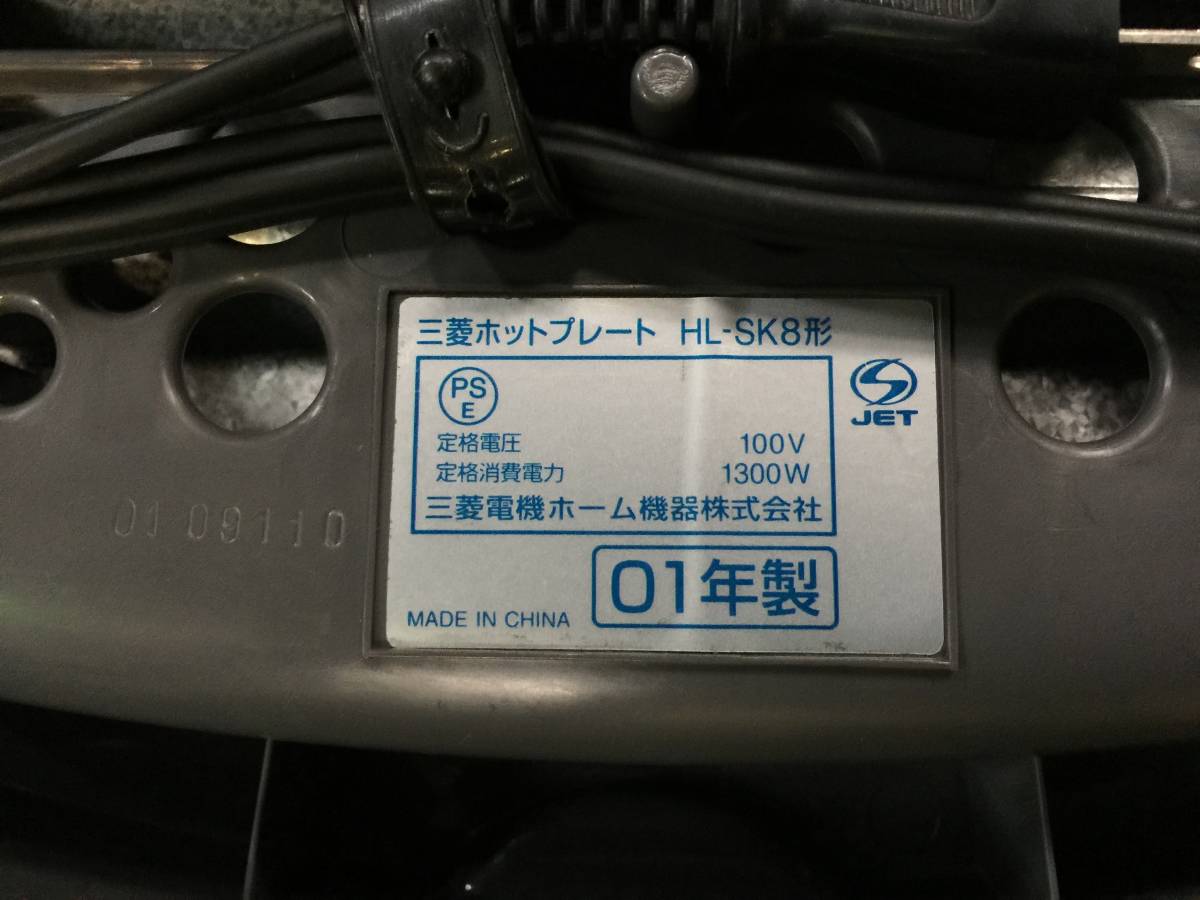 三菱ホットプレート HL-SK8形
PS
E
JET
定格電圧 100V
定格消費電力 1300W
三菱電機ホーム機器株式会社
MADE IN CHINA
01年製
01 09110